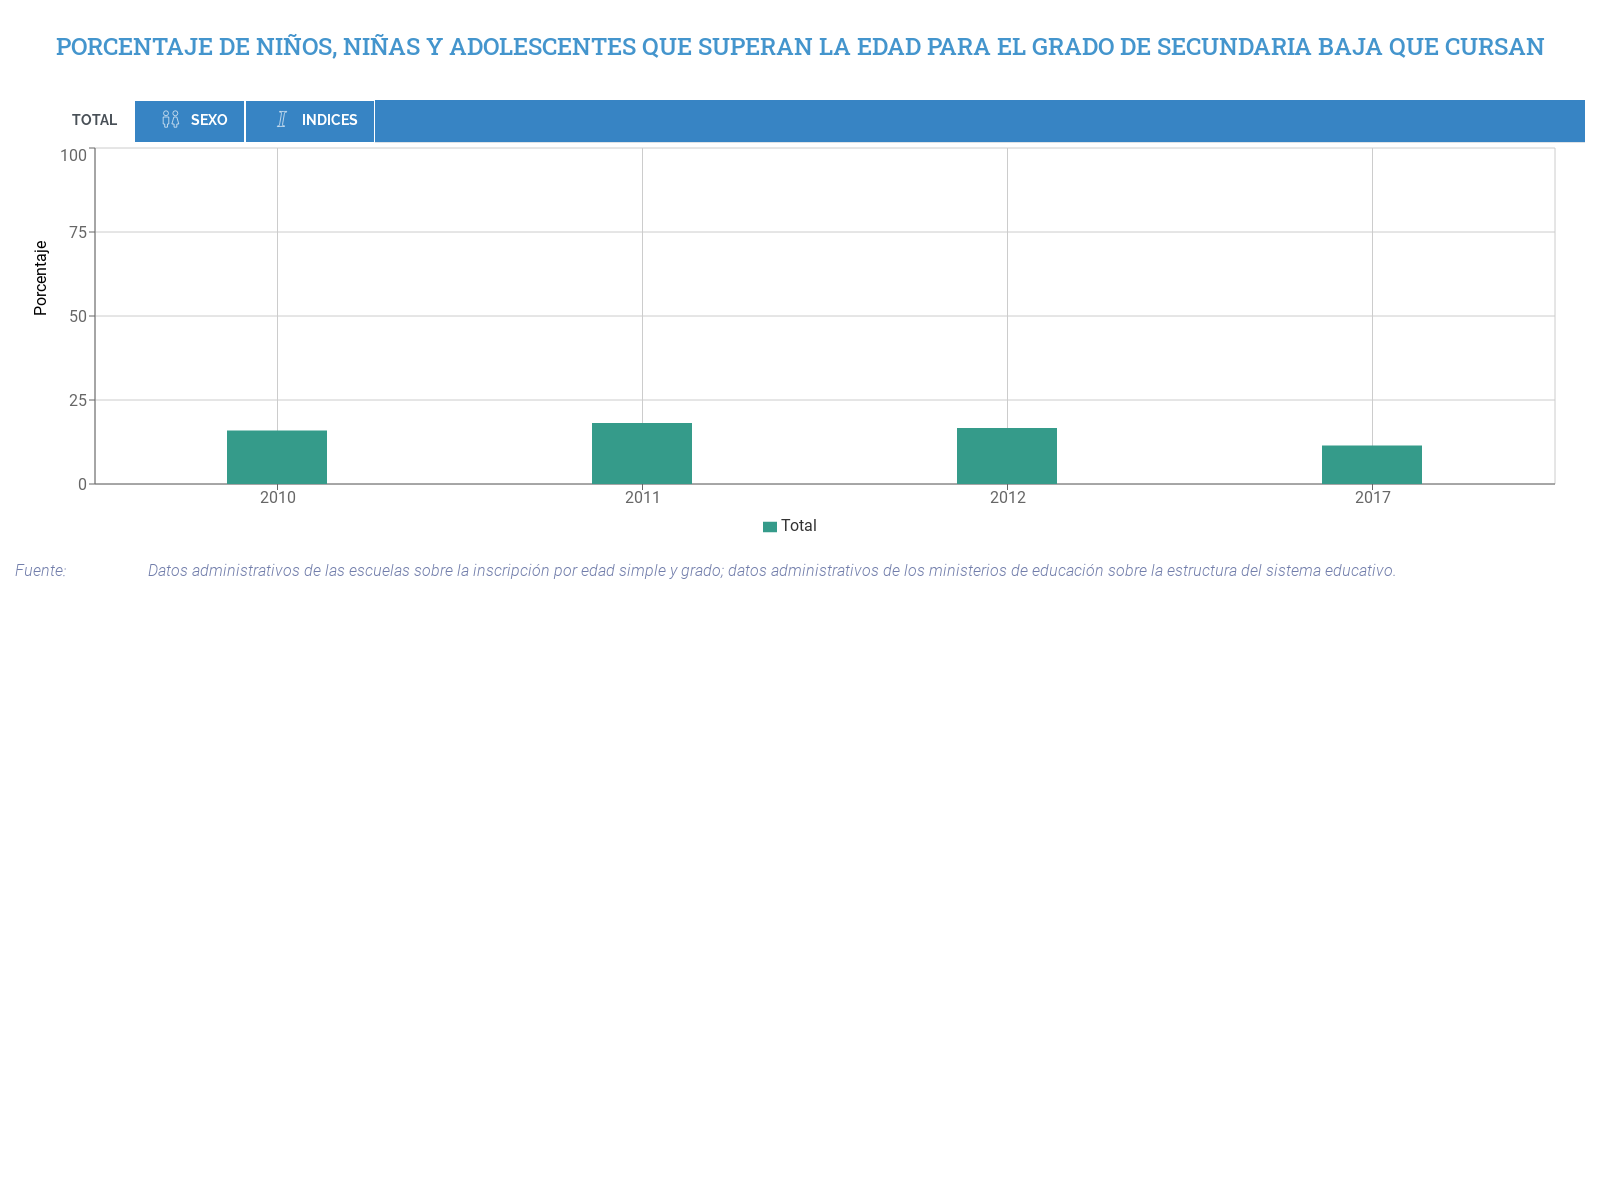 PORCENTAJE DE NIÑOS, NIÑAS Y ADOLESCENTES QUE SUPERAN LA EDAD PARA EL GRADO DE SECUNDARIA BAJA QUE CURSAN
TOTAL SEXO INDICES
Porcentaje
100
75
50
25
0
2010 2011 2012 2017
Total
Fuente: Datos administrativos de las escuelas sobre la inscripción por edad simple y grado; datos administrativos de los ministerios de educación sobre la estructura del sistema educativo.